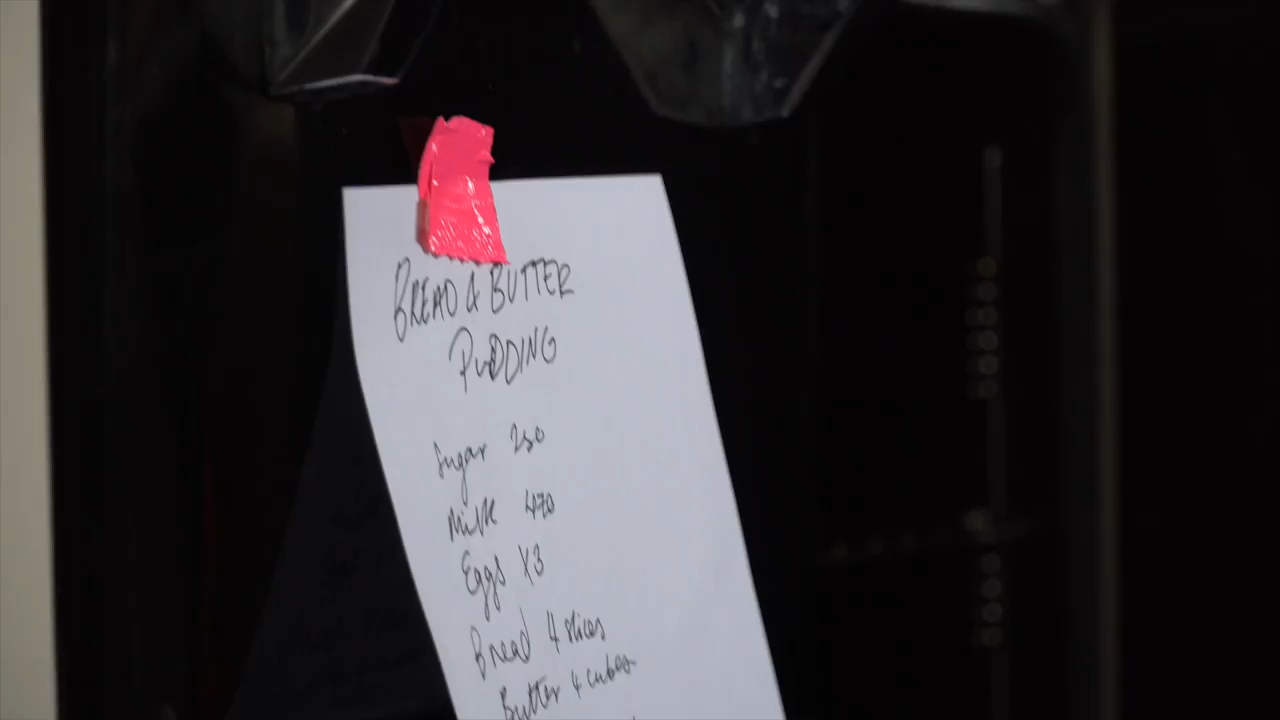 BREAD & BUTTER
PUDDING
Sugar 250
Milk 470
Eggs X3
Bread 4 slices
Butter 4 cubes